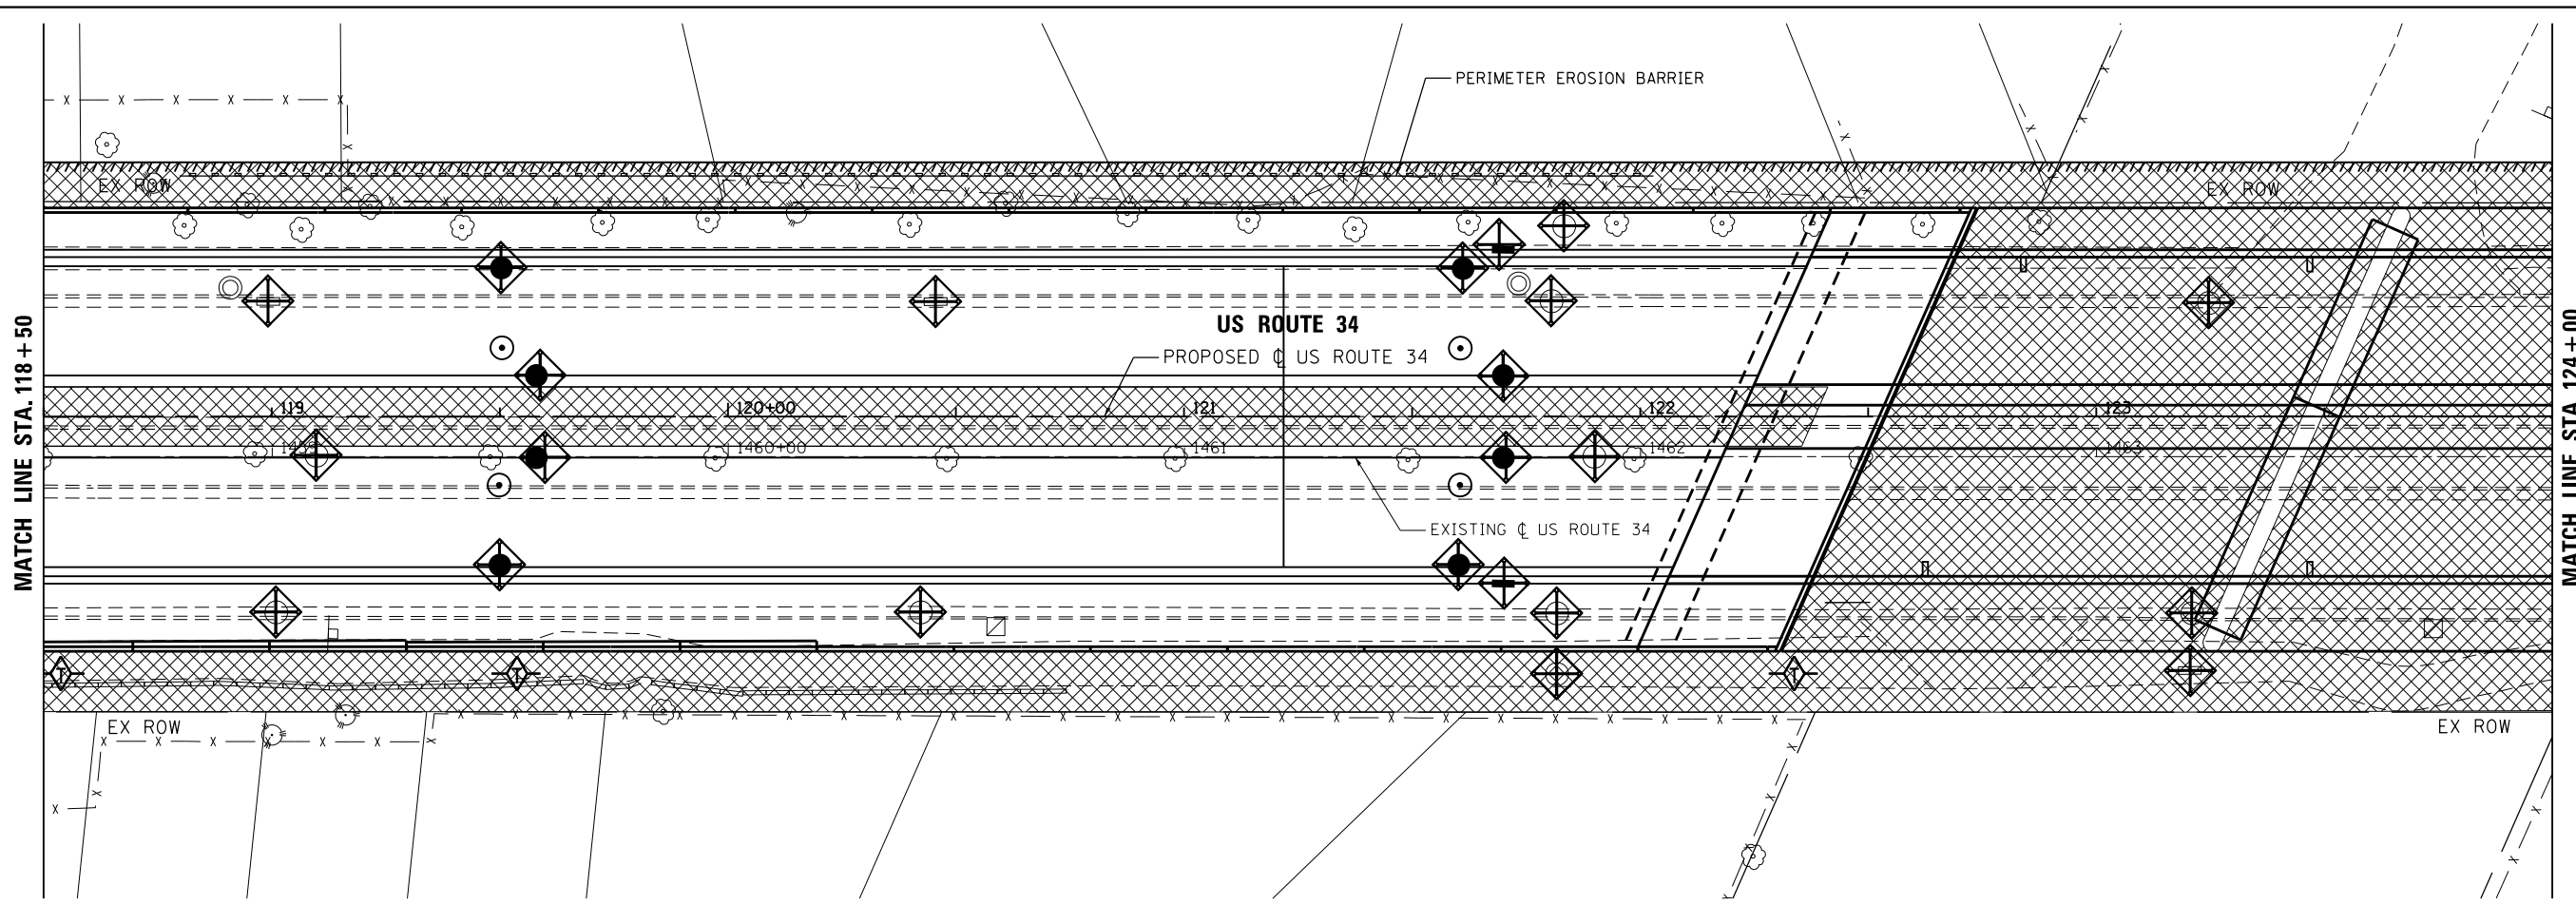 PERIMETER EROSION BARRIER
EX ROW
EX ROW
US ROUTE 34
PROPOSED ℄ US ROUTE 34
MATCH LINE STA. 118+50
MATCH LINE STA. 124+00
119
120+00
121
122
123
1460+00
1461
1462
1463
EXISTING ℄ US ROUTE 34
T
T
T
EX ROW
EX ROW